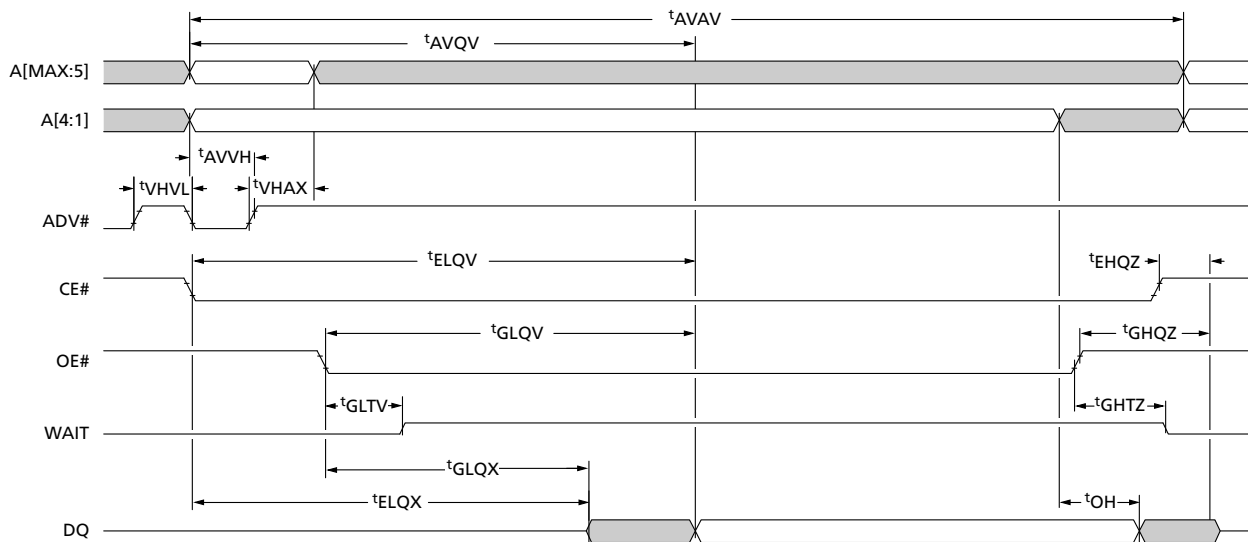 tAVAV
tAVQV
A[MAX:5]
A[4:1]
tAVVH
tVHVL
tVHAX
ADV#
tELQV
tEHQZ
CE#
tGLQV
tGHQZ
OE#
tGLTV
tGHTZ
WAIT
tGLQX
tELQX
tOH
DQ